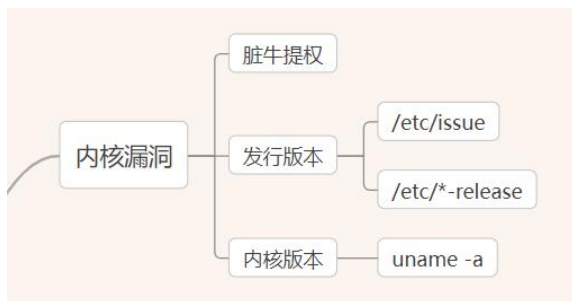 脏牛提权
/etc/issue
内核漏洞
发行版本
/etc/*-release
内核版本
uname -a